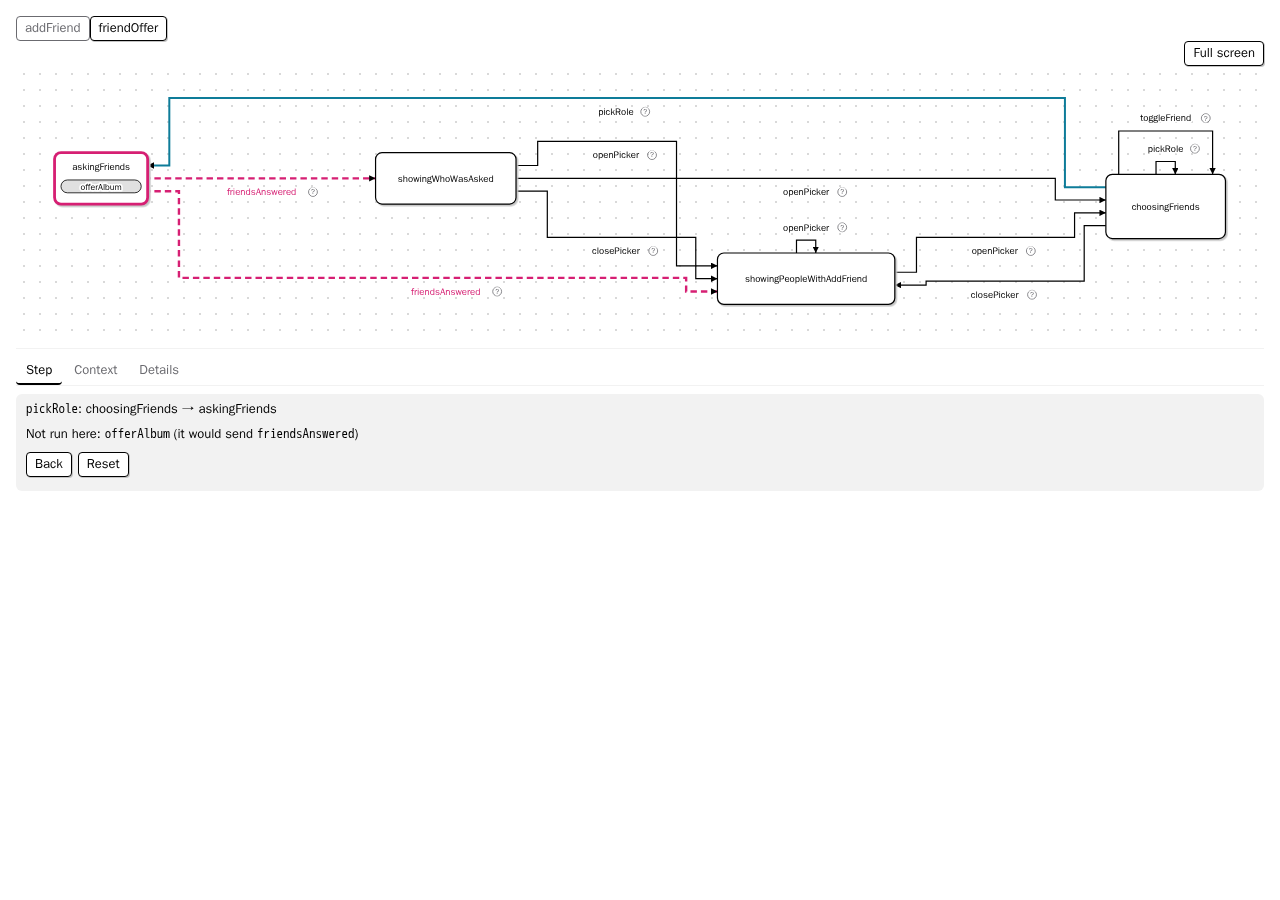 addFriend friendOffer
Full screen
pickRole ?
toggleFriend ?
pickRole ?
openPicker ?
askingFriends
offerAlbum
showingWhoWasAsked
friendsAnswered ?
openPicker ?
choosingFriends
openPicker ?
closePicker ?
openPicker ?
showingPeopleWithAddFriend
friendsAnswered ?
closePicker ?
Step Context Details
pickRole: choosingFriends → askingFriends
Not run here: offerAlbum (it would send friendsAnswered)
Back Reset